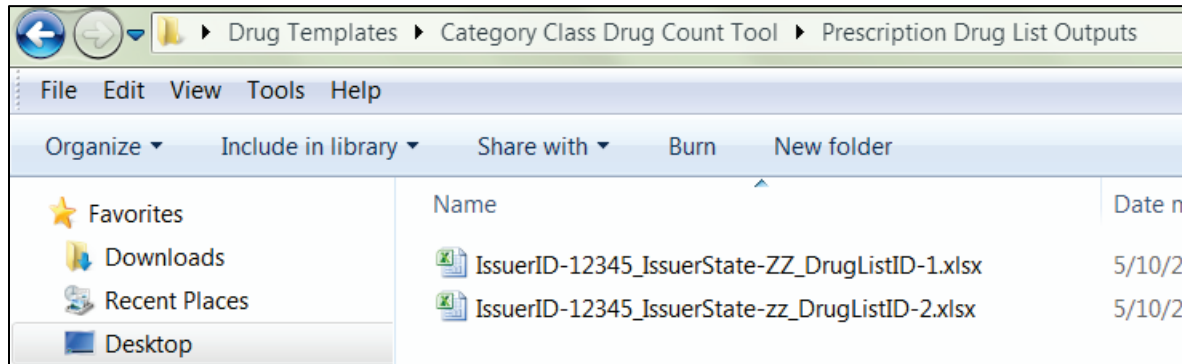 Drug Templates ▸ Category Class Drug Count Tool ▸ Prescription Drug List Outputs
File Edit View Tools Help
Organize Include in library Share with Burn New folder
Favorites Name Date
Downloads IssuerID-12345_IssuerState-ZZ_DrugListID-1.xlsx 5/10/2
Recent Places IssuerID-12345_IssuerState-zz_DrugListID-2.xlsx 5/10/2
Desktop